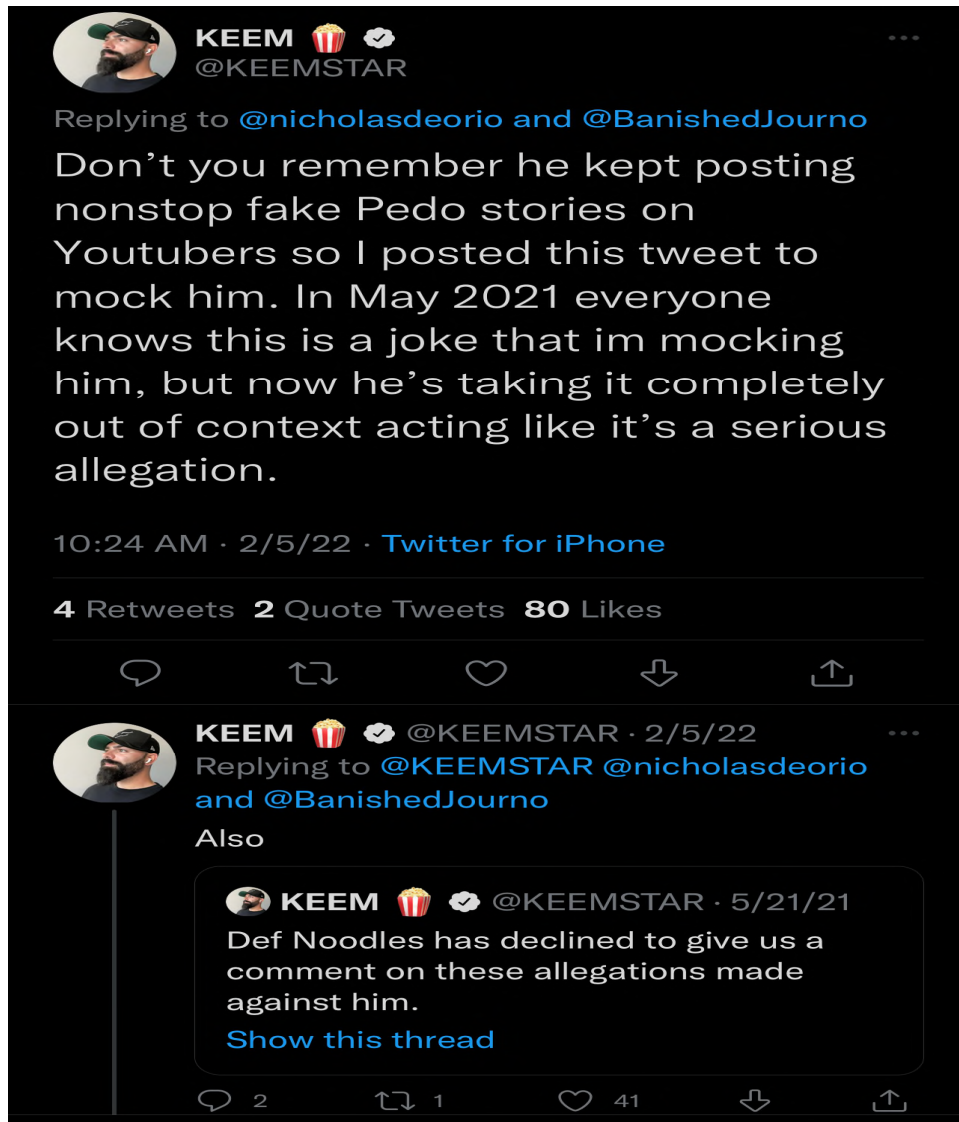 KEEM 🍿
@KEEMSTAR
Replying to @nicholasdeorio and @BanishedJourno
Don’t you remember he kept posting
nonstop fake Pedo stories on
Youtubers so I posted this tweet to
mock him. In May 2021 everyone
knows this is a joke that im mocking
him, but now he’s taking it completely
out of context acting like it’s a serious
allegation.
10:24 AM · 2/5/22 · Twitter for iPhone
4 Retweets 2 Quote Tweets 80 Likes
KEEM 🍿 @KEEMSTAR · 2/5/22
Replying to @KEEMSTAR @nicholasdeorio
and @BanishedJourno
Also
KEEM 🍿 @KEEMSTAR · 5/21/21
Def Noodles has declined to give us a
comment on these allegations made
against him.
Show this thread
2 1 41